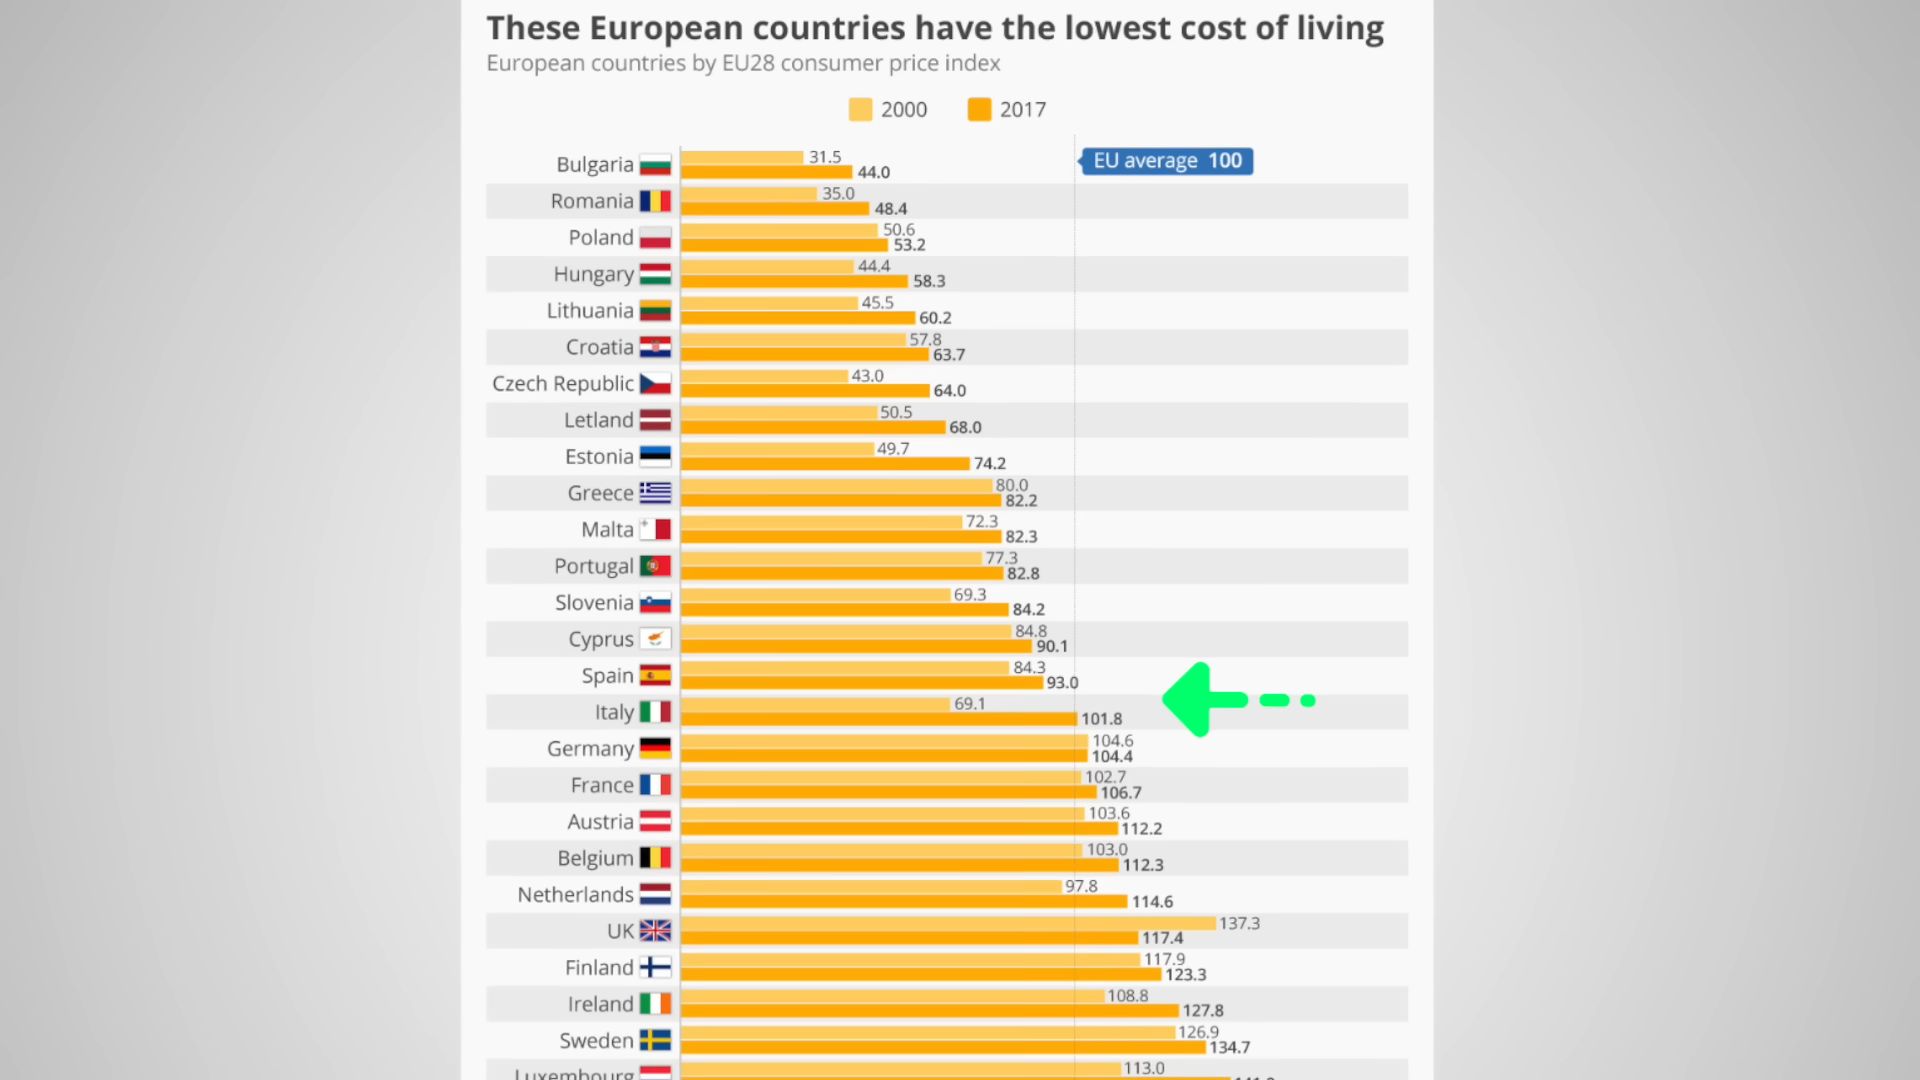 These European countries have the lowest cost of living
European countries by EU28 consumer price index
2000 2017
EU average 100
Bulgaria 31.5
44.0
Romania 35.0
48.4
Poland 50.6
53.2
Hungary 44.4
58.3
Lithuania 45.5
60.2
Croatia 57.8
63.7
Czech Republic 43.0
64.0
Letland 50.5
68.0
Estonia 49.7
74.2
Greece 80.0
82.2
Malta 72.3
82.3
Portugal 77.3
82.8
Slovenia 69.3
84.2
Cyprus 84.8
90.1
Spain 84.3
93.0
Italy 69.1
101.8
Germany 104.6
104.4
France 102.7
106.7
Austria 103.6
112.2
Belgium 103.0
112.3
Netherlands 97.8
114.6
UK 137.3
117.4
Finland 117.9
123.3
Ireland 108.8
127.8
Sweden 126.9
134.7
Luxembourg 113.0